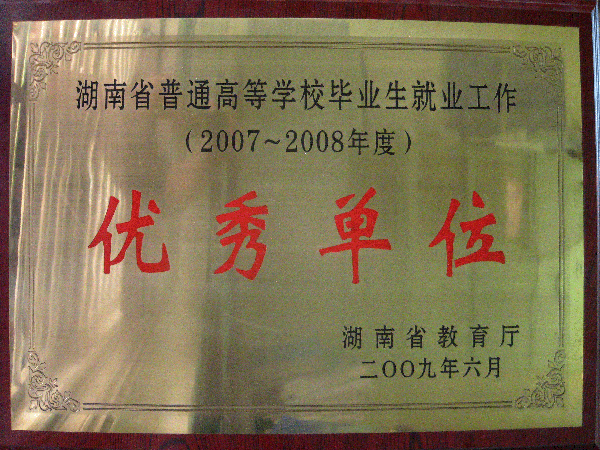 湖南省普通高等学校毕业生就业工作
（2007～2008年度）
优秀单位
湖南省教育厅
二〇〇九年六月